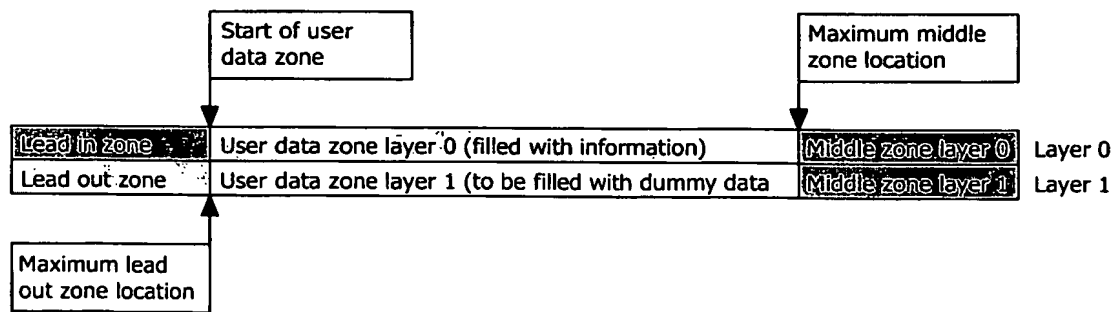 Start of user
data zone
Maximum middle
zone location
Lead in zone
User data zone layer 0 (filled with information)
Middle zone layer 0
Layer 0
Lead out zone
User data zone layer 1 (to be filled with dummy data
Middle zone layer 1
Layer 1
Maximum lead
out zone location